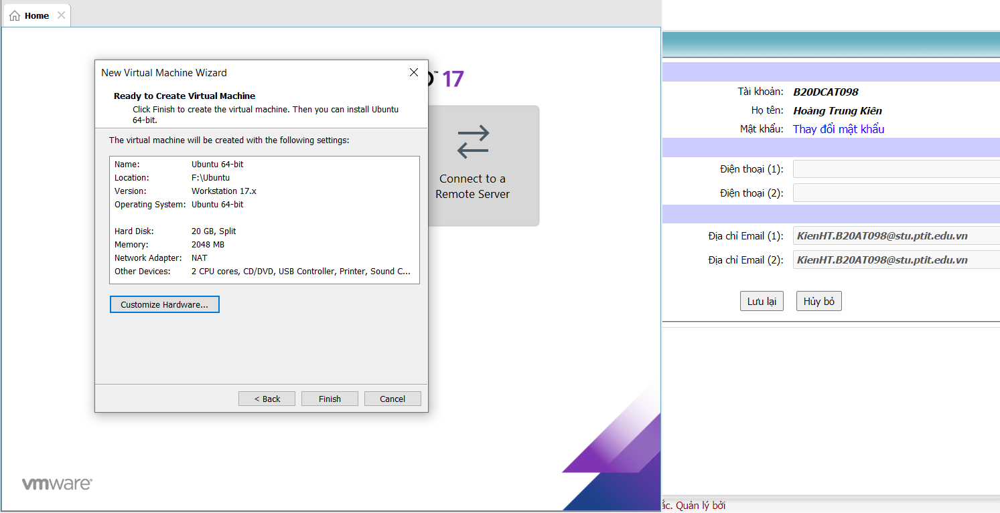 Home
™ 17
New Virtual Machine Wizard
Ready to Create Virtual Machine
Click Finish to create the virtual machine. Then you can install Ubuntu
64-bit.
The virtual machine will be created with the following settings:
Name: Ubuntu 64-bit
Location: F:\Ubuntu
Version: Workstation 17.x
Operating System: Ubuntu 64-bit
Hard Disk: 20 GB, Split
Memory: 2048 MB
Network Adapter: NAT
Other Devices: 2 CPU cores, CD/DVD, USB Controller, Printer, Sound C...
Customize Hardware...
< Back Finish Cancel
Connect to a
Remote Server
vmware®
Tài khoản: B20DCAT098
Họ tên: Hoàng Trung Kiên
Mật khẩu: Thay đổi mật khẩu
Điện thoại (1):
Điện thoại (2):
Địa chỉ Email (1): KienHT.B20AT098@stu.ptit.edu.vn
Địa chỉ Email (2): KienHT.B20AT098@stu.ptit.edu.vn
Lưu lại Hủy bỏ
ắc. Quản lý bởi